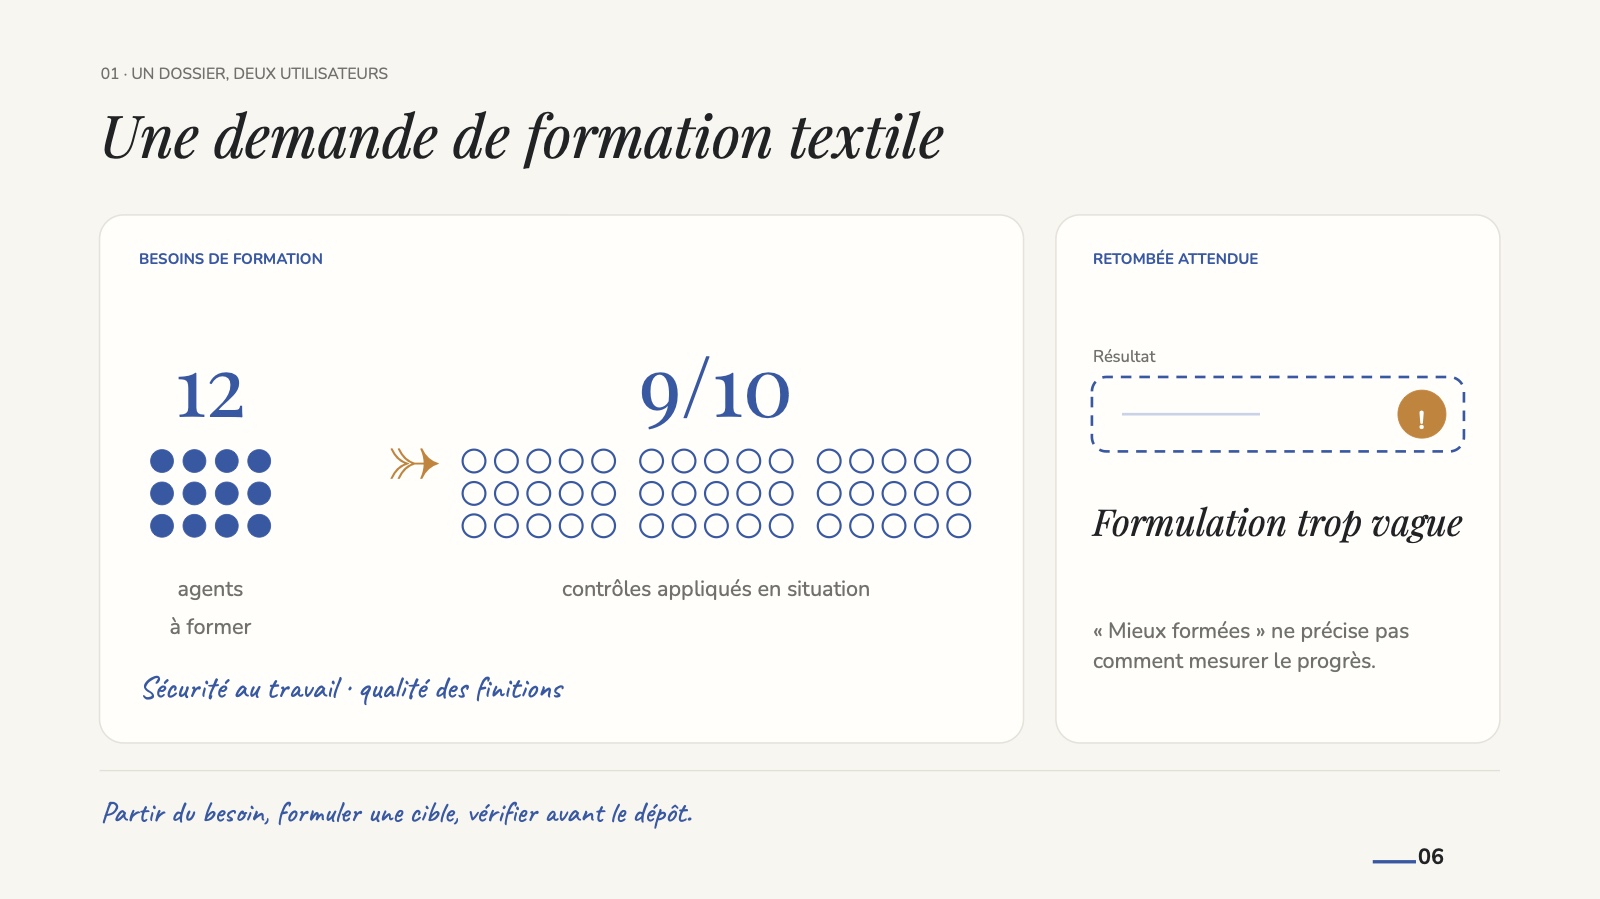 01 · UN DOSSIER, DEUX UTILISATEURS
Une demande de formation textile
BESOINS DE FORMATION
12
9/10
agents
à former
contrôles appliqués en situation
Sécurité au travail · qualité des finitions
RETOMBÉE ATTENDUE
Résultat
!
Formulation trop vague
« Mieux formées » ne précise pas
comment mesurer le progrès.
Partir du besoin, formuler une cible, vérifier avant le dépôt.
06